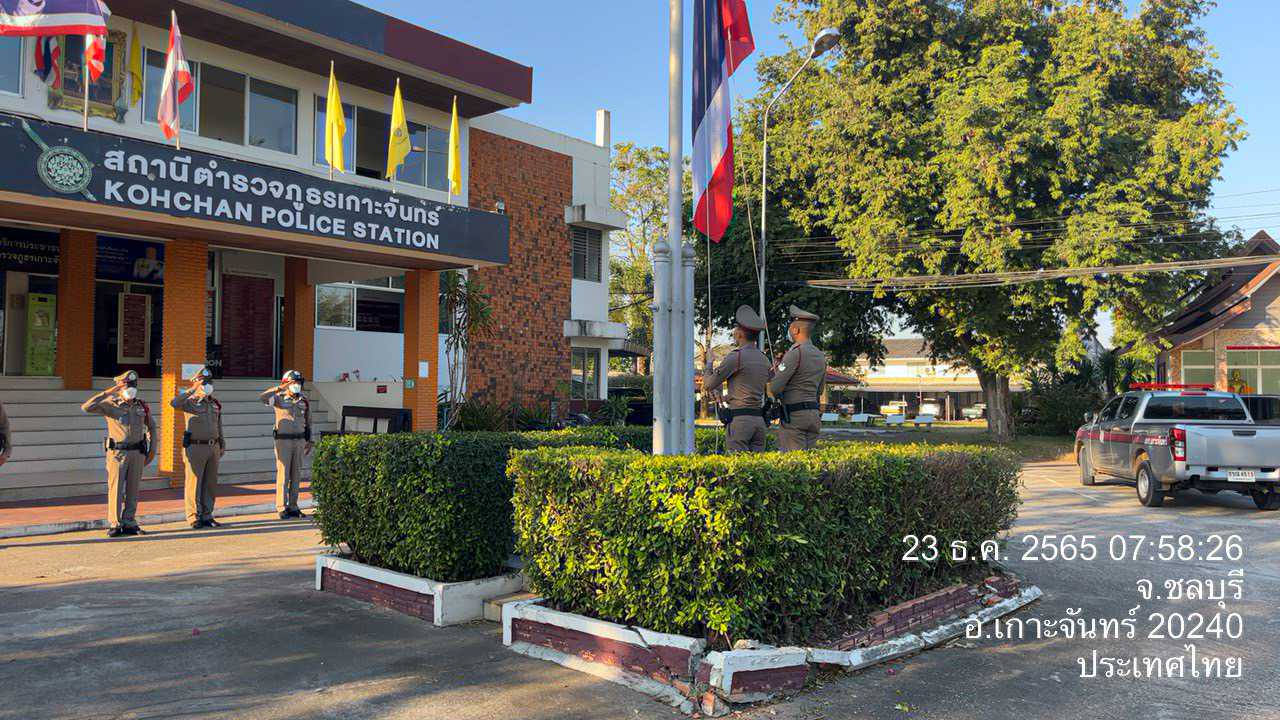 สถานีตำรวจภูธรเกาะจันทร์
KOHCHAN POLICE STATION
23 ธ.ค. 2565 07:58:26
จ.ชลบุรี
อ.เกาะจันทร์ 20240
ประเทศไทย